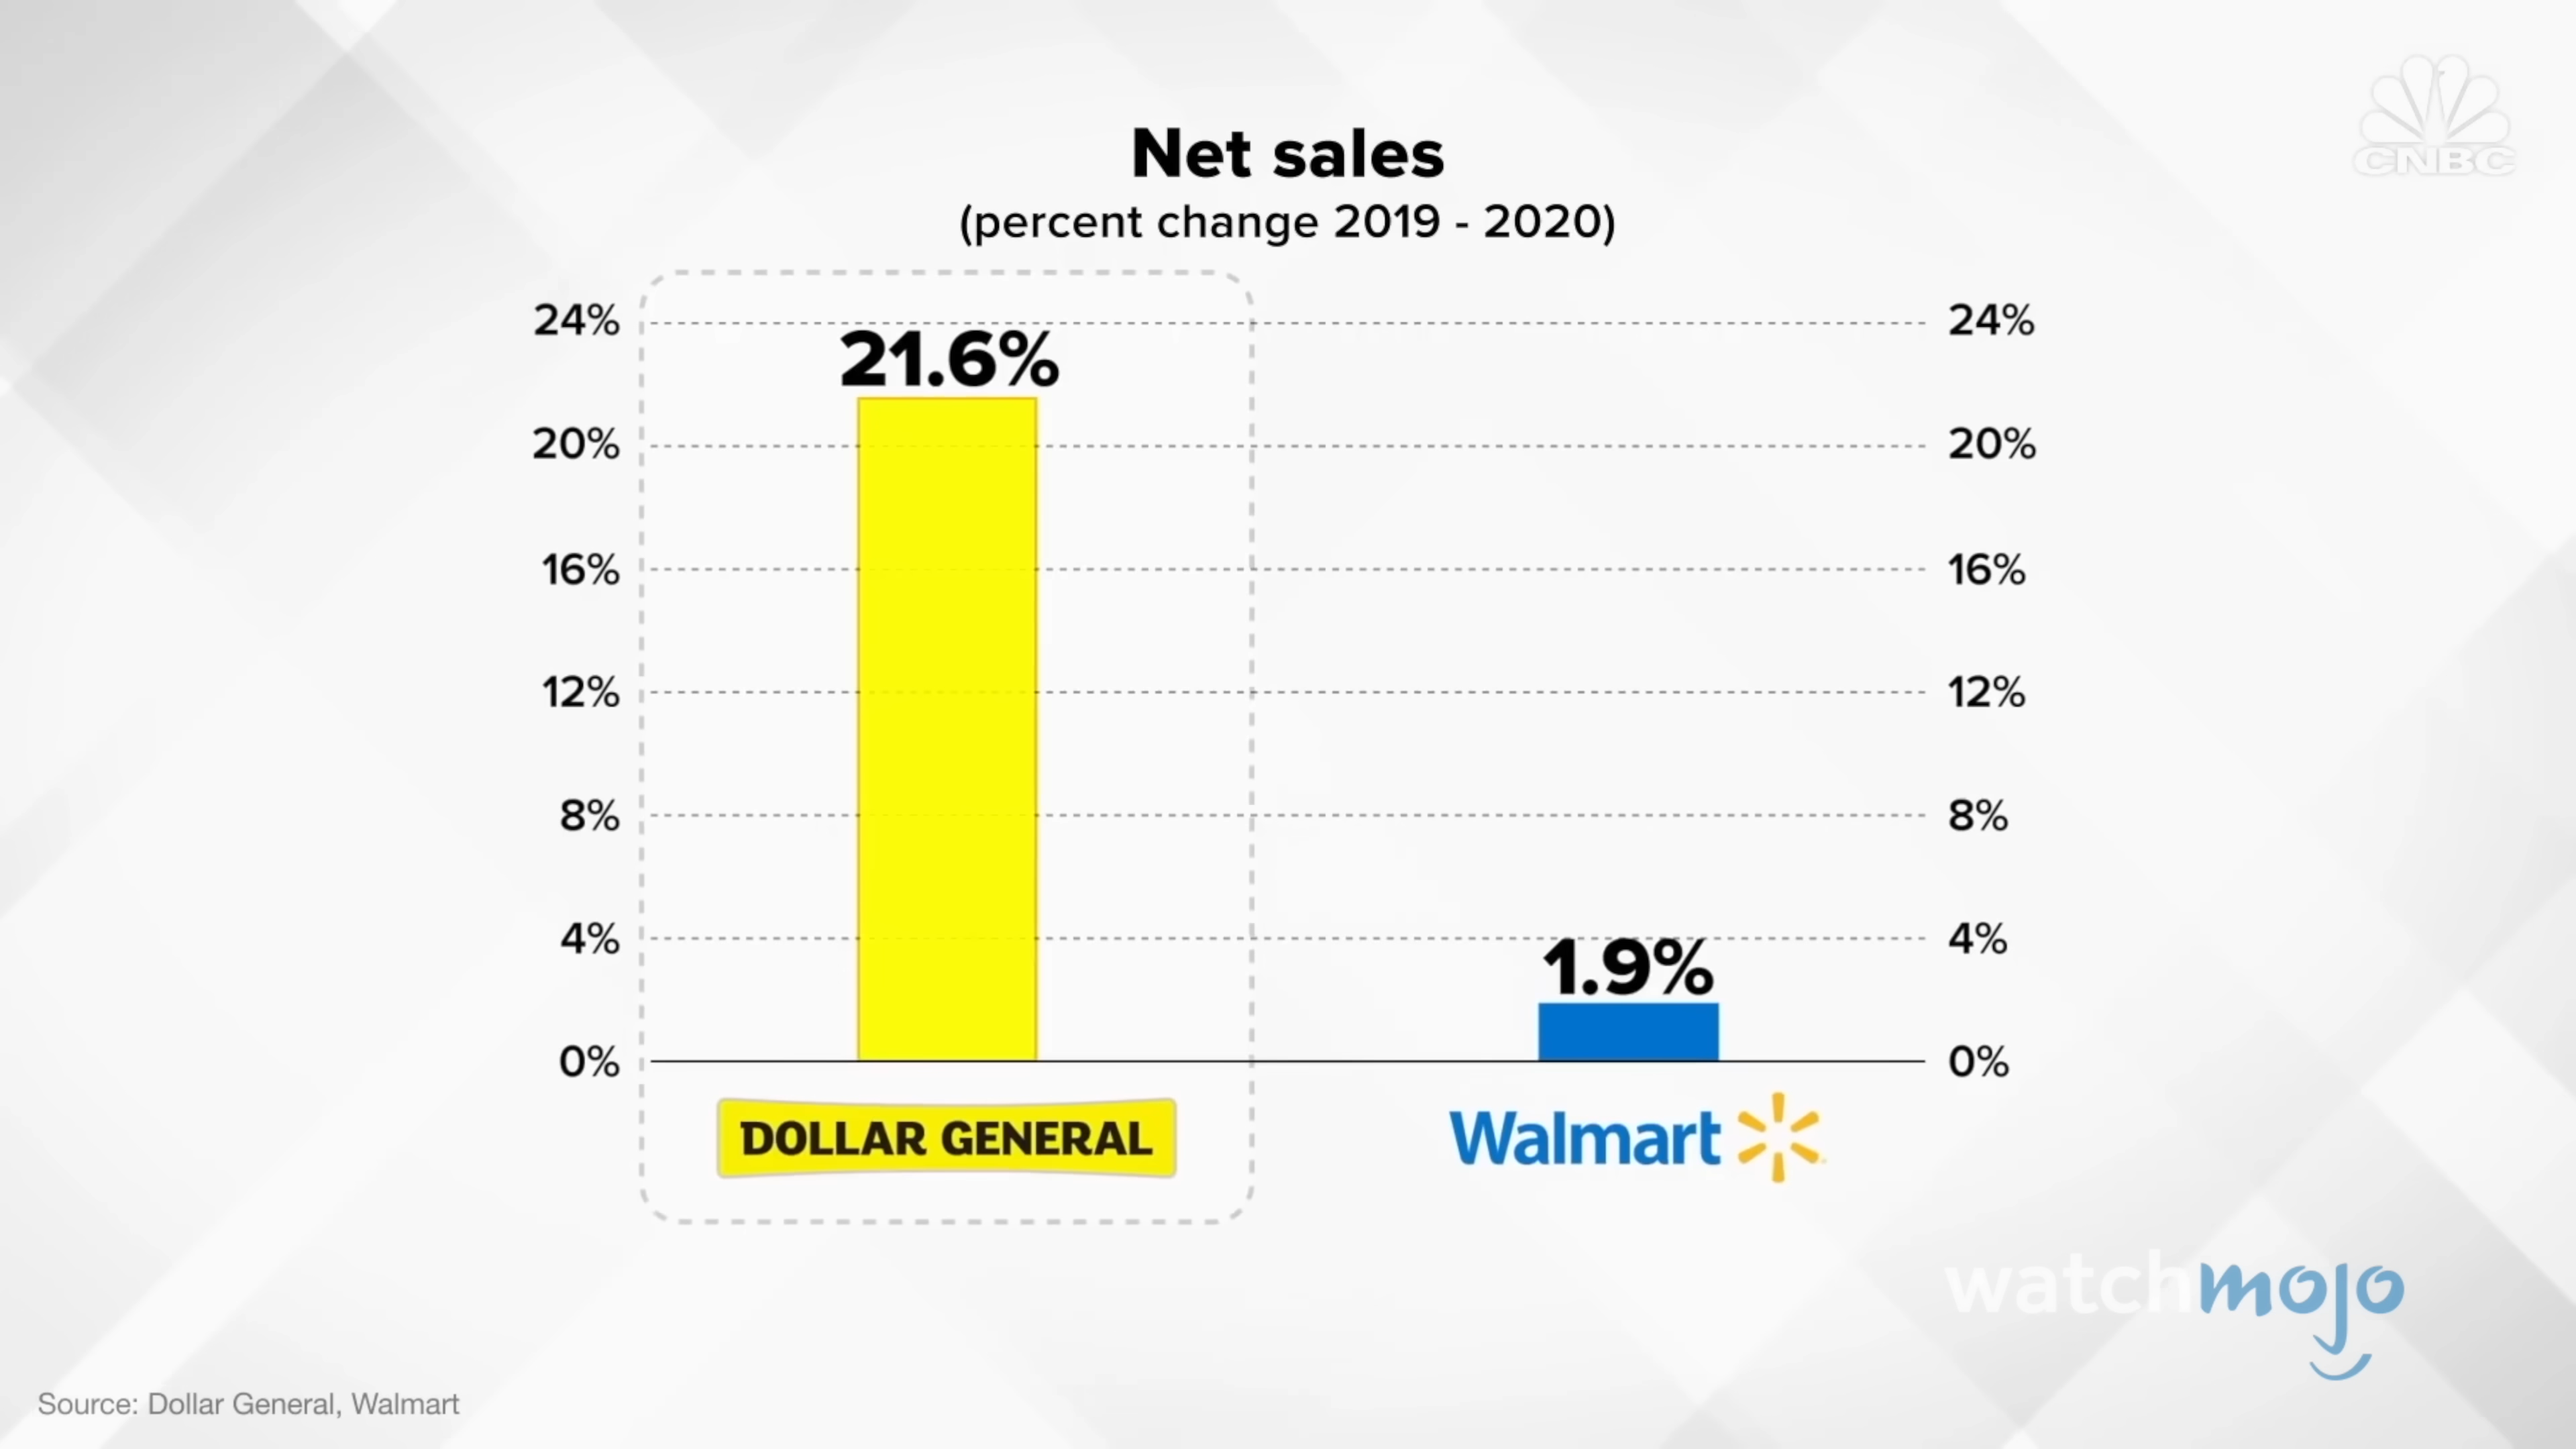 CNBC
Net sales
(percent change 2019 - 2020)
24%
21.6%
24%
20%
20%
16%
16%
12%
12%
8%
8%
4%
1.9%
4%
0%
0%
DOLLAR GENERAL
Walmart
watchmojo
Source: Dollar General, Walmart